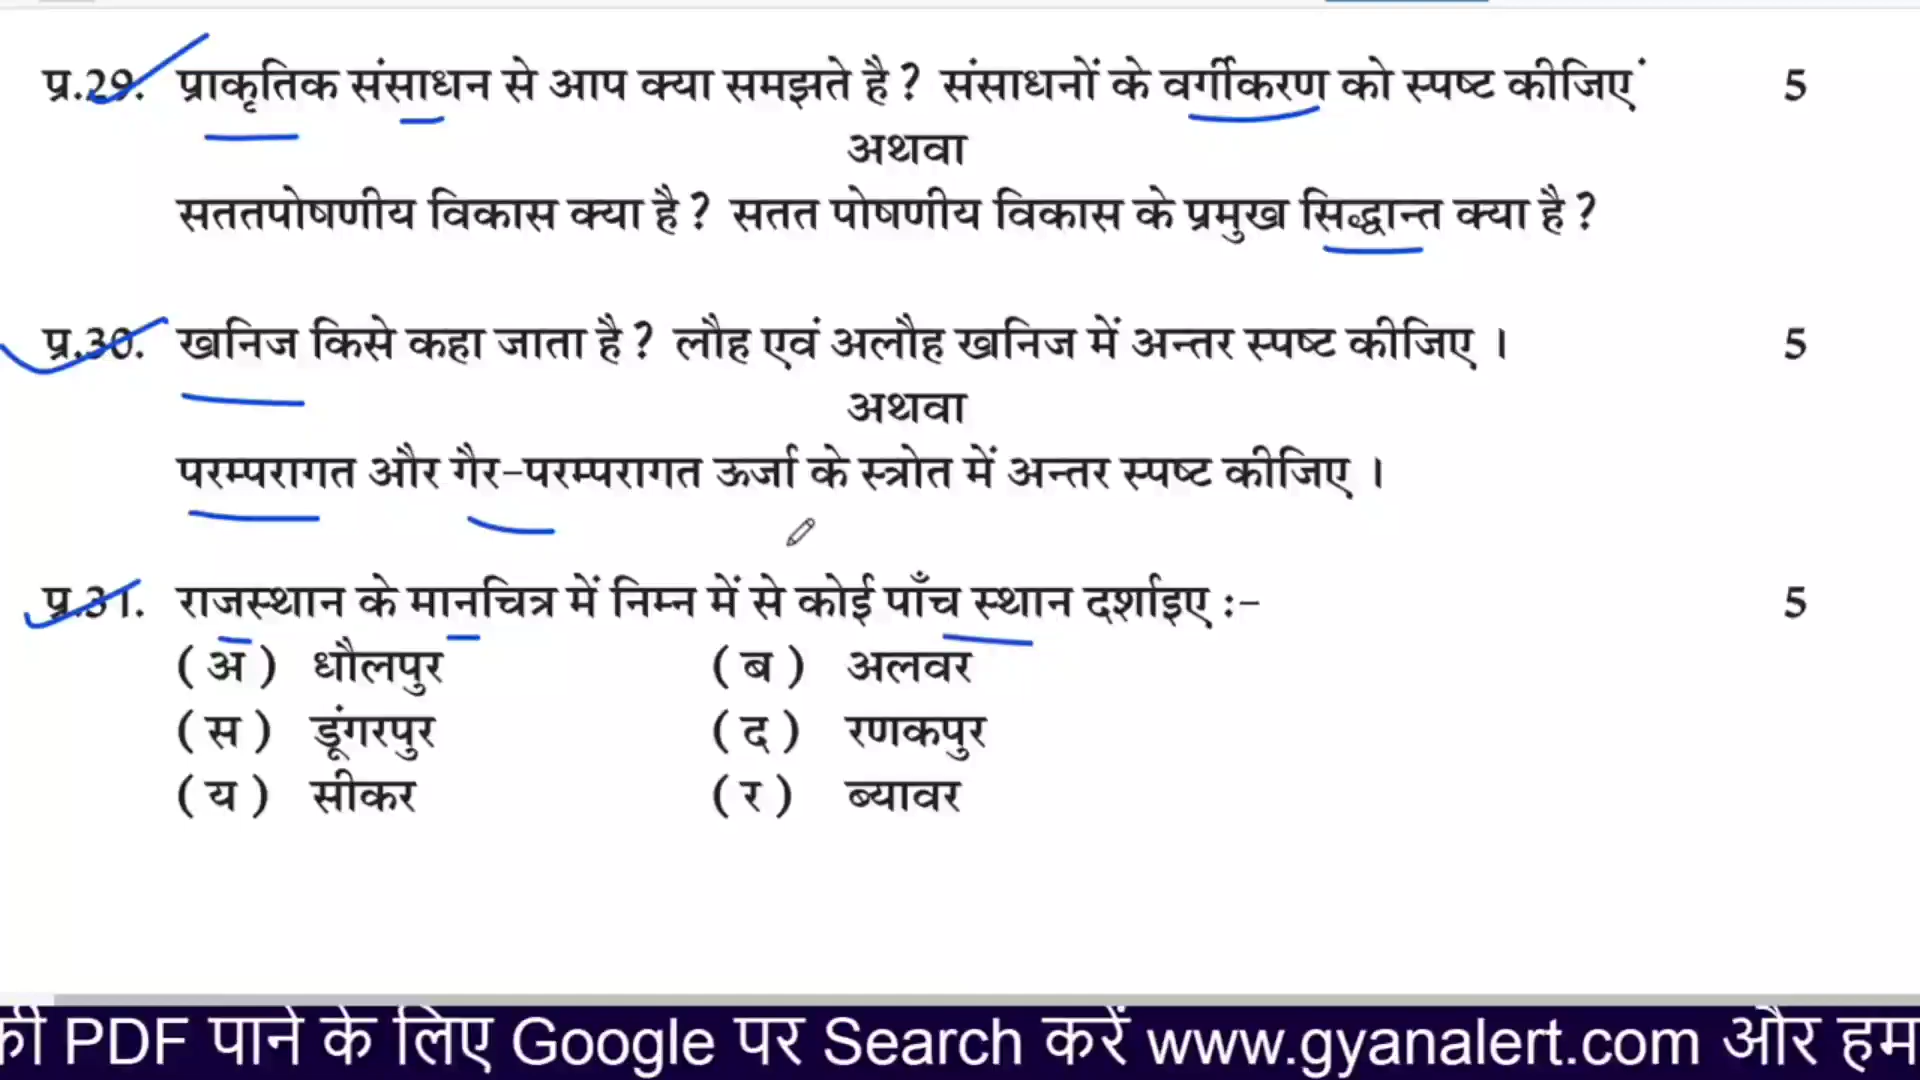 प्र.29. प्राकृतिक संसाधन से आप क्या समझते है ? संसाधनों के वर्गीकरण को स्पष्ट कीजिएं 5
अथवा
सततपोषणीय विकास क्या है ? सतत पोषणीय विकास के प्रमुख सिद्धान्त क्या है ?
प्र.30. खनिज किसे कहा जाता है ? लौह एवं अलौह खनिज में अन्तर स्पष्ट कीजिए । 5
अथवा
परम्परागत और गैर-परम्परागत ऊर्जा के स्त्रोत में अन्तर स्पष्ट कीजिए ।
प्र.31. राजस्थान के मानचित्र में निम्न में से कोई पाँच स्थान दर्शाइए :- 5
( अ ) धौलपुर ( ब ) अलवर
( स ) डूंगरपुर ( द ) रणकपुर
( य ) सीकर ( र ) ब्यावर
की PDF पाने के लिए Google पर Search करें www.gyanalert.com और हम